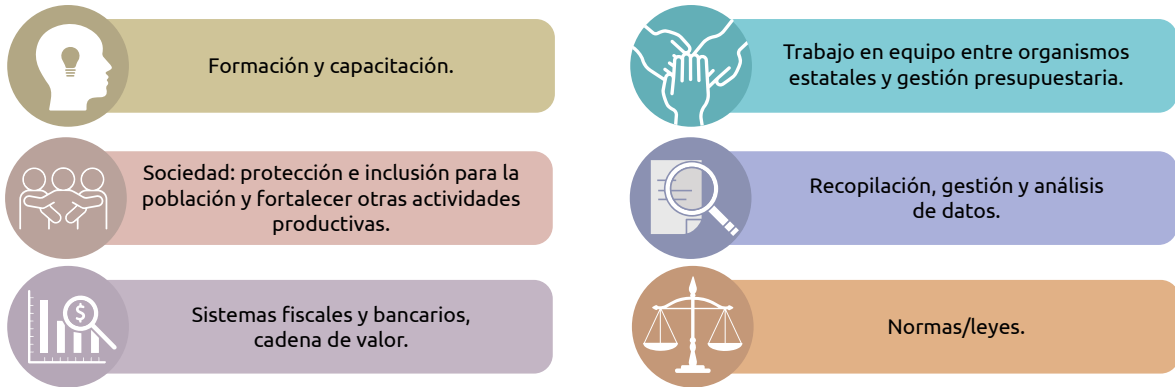 Formación y capacitación.
Sociedad: protección e inclusión para la
población y fortalecer otras actividades
productivas.
Sistemas fiscales y bancarios,
cadena de valor.
$
Trabajo en equipo entre organismos
estatales y gestión presupuestaria.
Recopilación, gestión y análisis
de datos.
Normas/leyes.